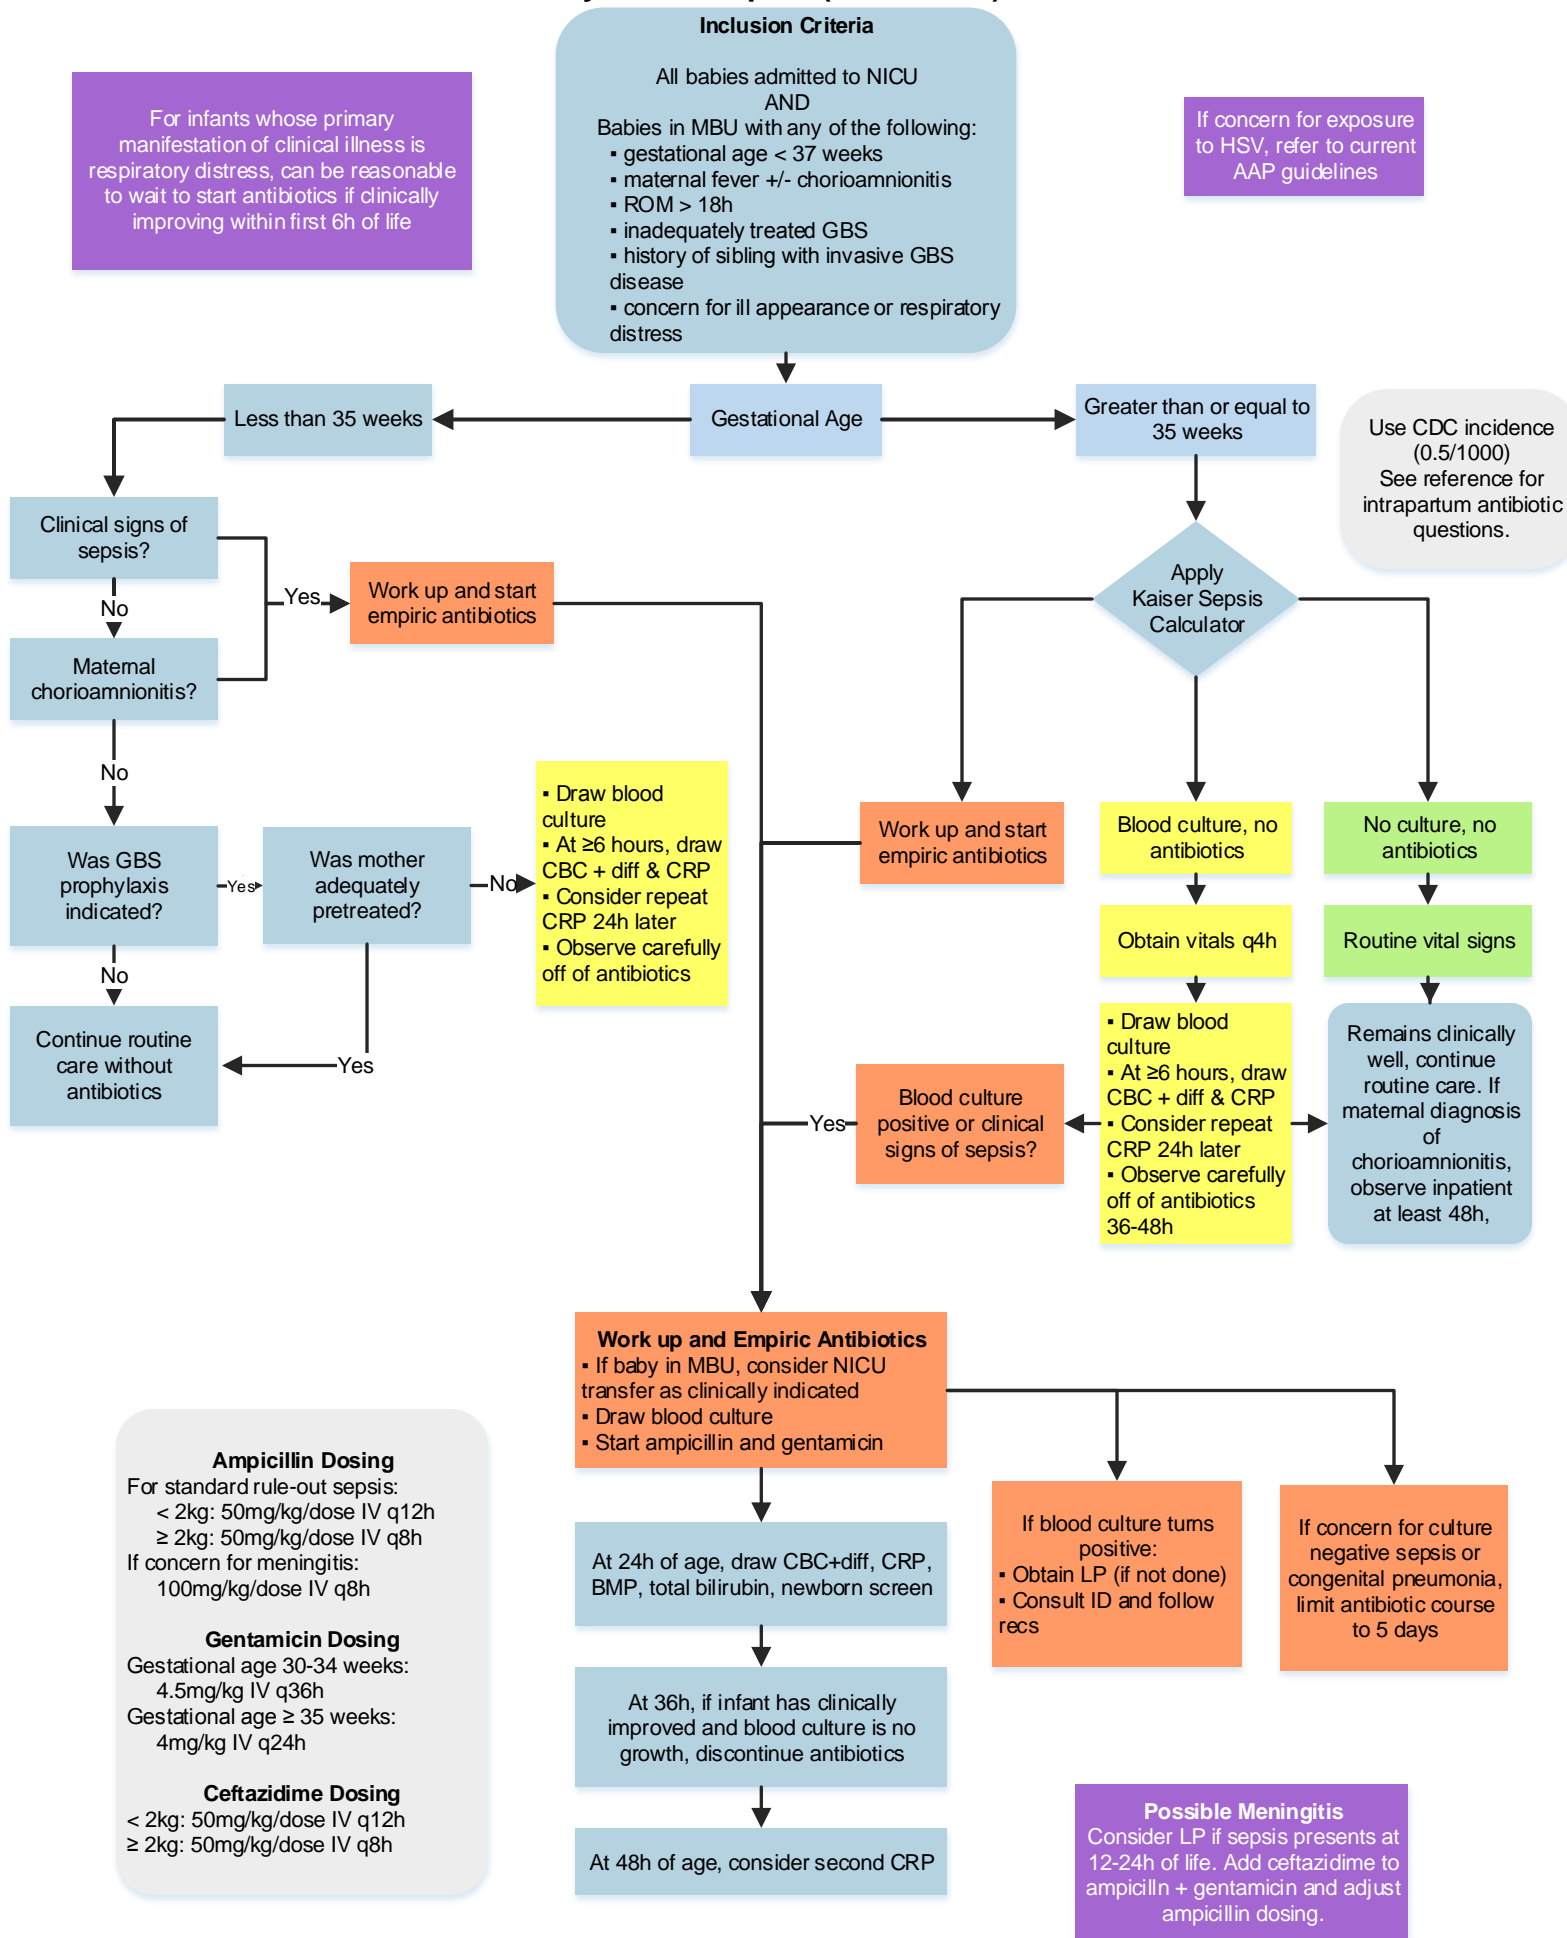 Inclusion Criteria
All babies admitted to NICU
AND
Babies in MBU with any of the following:
▪ gestational age < 37 weeks
▪ maternal fever +/- chorioamnionitis
▪ ROM > 18h
▪ inadequately treated GBS
▪ history of sibling with invasive GBS
disease
▪ concern for ill appearance or respiratory
distress
For infants whose primary
manifestation of clinical illness is
respiratory distress, can be reasonable
to wait to start antibiotics if clinically
improving within first 6h of life
If concern for exposure
to HSV, refer to current
AAP guidelines
Less than 35 weeks
Gestational Age
Greater than or equal to
35 weeks
Use CDC incidence
(0.5/1000)
See reference for
intrapartum antibiotic
questions.
Clinical signs of
sepsis?
No
Yes
Work up and start
empiric antibiotics
Maternal
chorioamnionitis?
No
Apply
Kaiser Sepsis
Calculator
Was GBS
prophylaxis
indicated?
Yes
Was mother
adequately
pretreated?
No
▪ Draw blood
culture
▪ At ≥6 hours, draw
CBC + diff & CRP
▪ Consider repeat
CRP 24h later
▪ Observe carefully
off of antibiotics
No
Yes
Continue routine
care without
antibiotics
Work up and start
empiric antibiotics
Blood culture, no
antibiotics
No culture, no
antibiotics
Obtain vitals q4h
Routine vital signs
Yes
Blood culture
positive or clinical
signs of sepsis?
▪ Draw blood
culture
▪ At ≥6 hours, draw
CBC + diff & CRP
▪ Consider repeat
CRP 24h later
▪ Observe carefully
off of antibiotics
36-48h
Remains clinically
well, continue
routine care. If
maternal diagnosis
of
chorioamnionitis,
observe inpatient
at least 48h,
Work up and Empiric Antibiotics
▪ If baby in MBU, consider NICU
transfer as clinically indicated
▪ Draw blood culture
▪ Start ampicillin and gentamicin
At 24h of age, draw CBC+diff, CRP,
BMP, total bilirubin, newborn screen
At 36h, if infant has clinically
improved and blood culture is no
growth, discontinue antibiotics
At 48h of age, consider second CRP
If blood culture turns
positive:
▪ Obtain LP (if not done)
▪ Consult ID and follow
recs
If concern for culture
negative sepsis or
congenital pneumonia,
limit antibiotic course
to 5 days
Ampicillin Dosing
For standard rule-out sepsis:
< 2kg: 50mg/kg/dose IV q12h
≥ 2kg: 50mg/kg/dose IV q8h
If concern for meningitis:
100mg/kg/dose IV q8h
Gentamicin Dosing
Gestational age 30-34 weeks:
4.5mg/kg IV q36h
Gestational age ≥ 35 weeks:
4mg/kg IV q24h
Ceftazidime Dosing
< 2kg: 50mg/kg/dose IV q12h
≥ 2kg: 50mg/kg/dose IV q8h
Possible Meningitis
Consider LP if sepsis presents at
12-24h of life. Add ceftazidime to
ampicilln + gentamicin and adjust
ampicillin dosing.